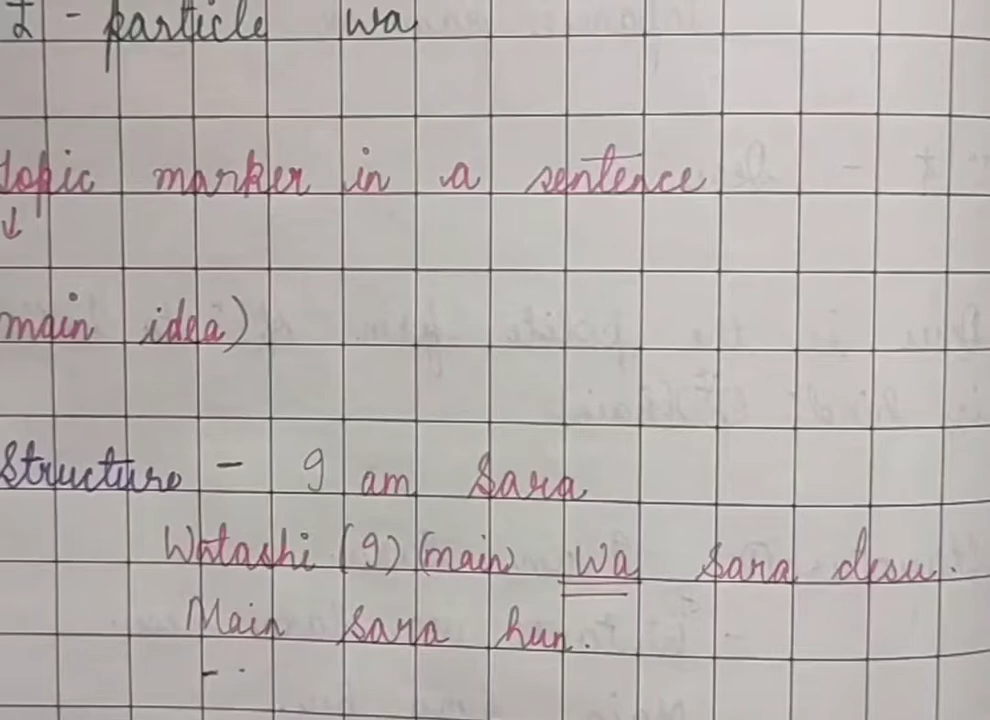 - particle wa
topic marker in a sentence
↓
main idea)
Structure - I am Sara
Watashi (I) (main) wa Sara desu.
Main sara hun.